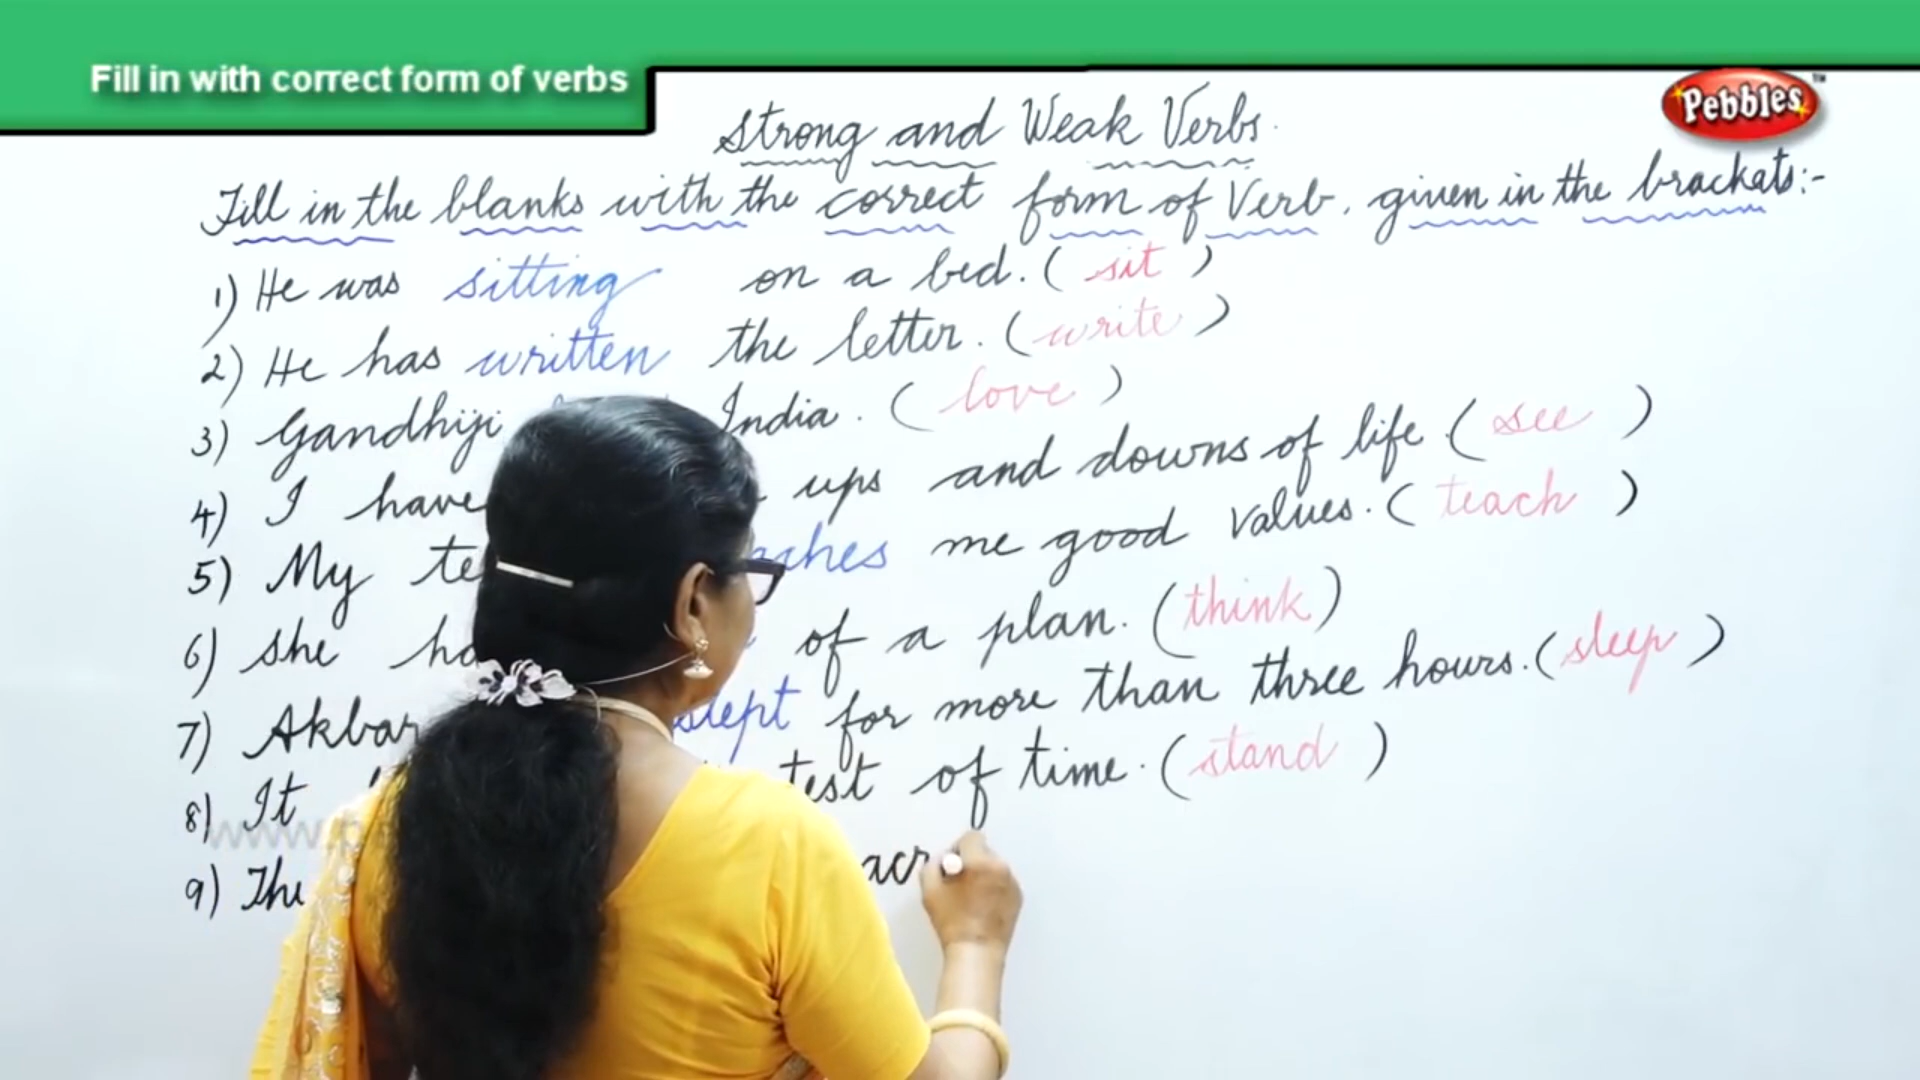 Fill in with correct form of verbs
Pebbles™
Strong and Weak Verbs.
Fill in the blanks with the correct form of Verb, given in the brackats:-
1) He was sitting on a bed. ( sit )
2) He has written the letter. ( write )
3) Gandhiji India. ( love )
4) I have ups and downs of life ( see )
5) My me good values. ( teach )
6) She of a plan. ( think )
7) Akbar slept for more than three hours. ( sleep )
8) It test of time. ( stand )
9) The